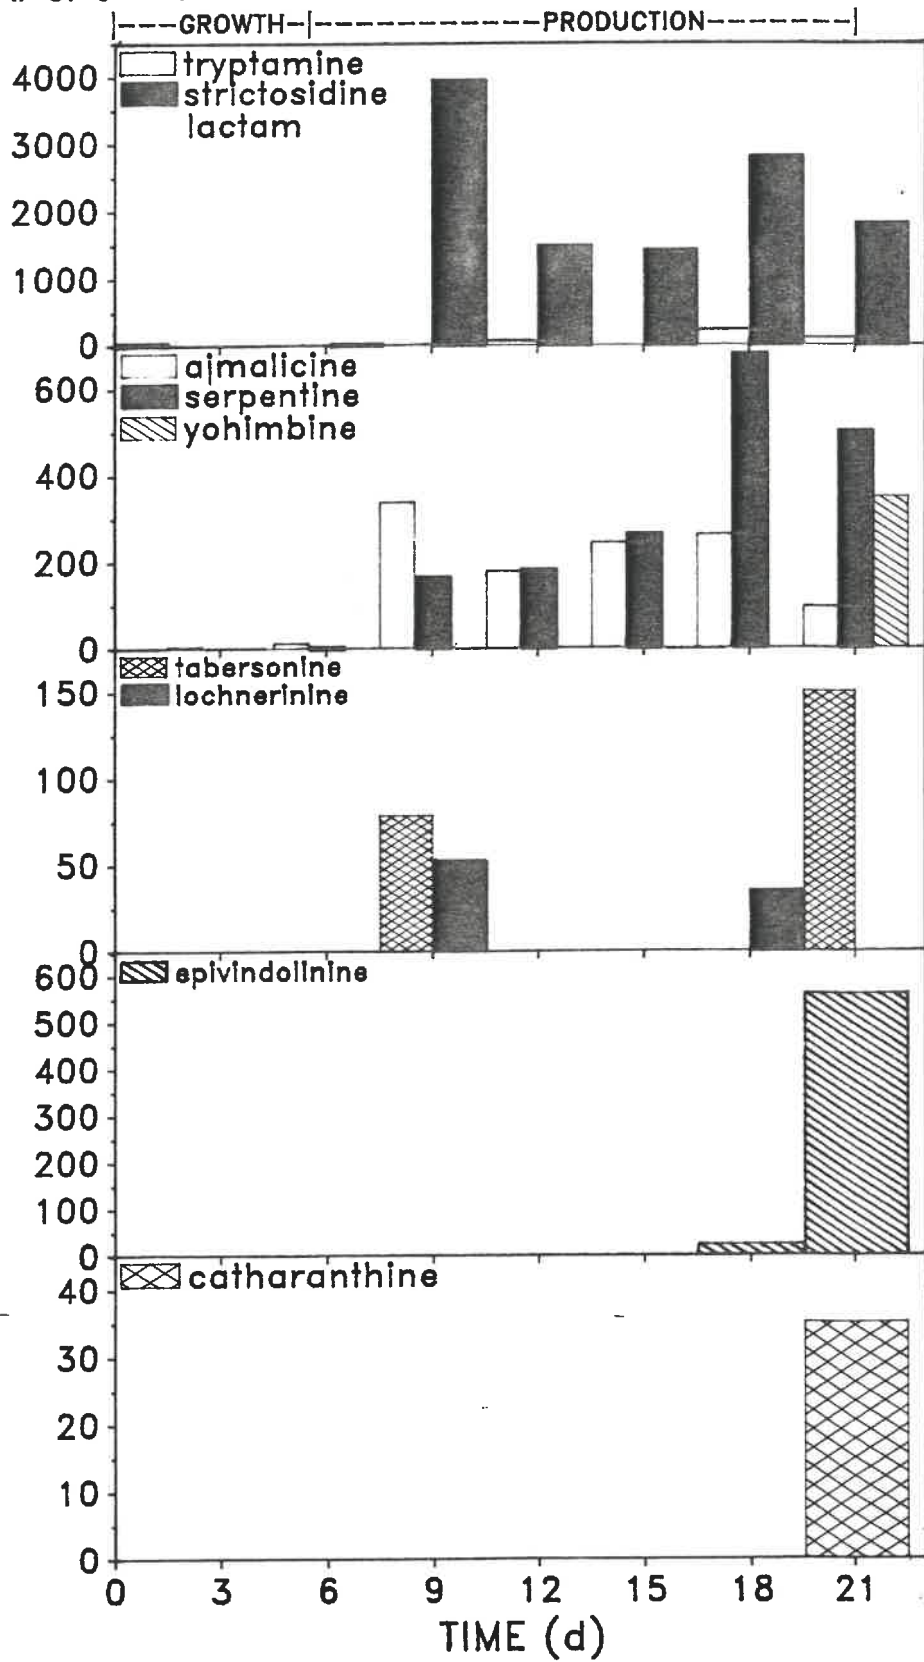 |---GROWTH-|------------PRODUCTION-------|
tryptamine
strictosidine
lactam
4000
3000
2000
1000
0
ajmalicine
serpentine
yohimbine
600
400
200
0
tabersonine
lochnerinine
150
100
50
0
epivindolinine
600
500
400
300
200
100
0
catharanthine
40
30
20
10
0
0 3 6 9 12 15 18 21
TIME (d)